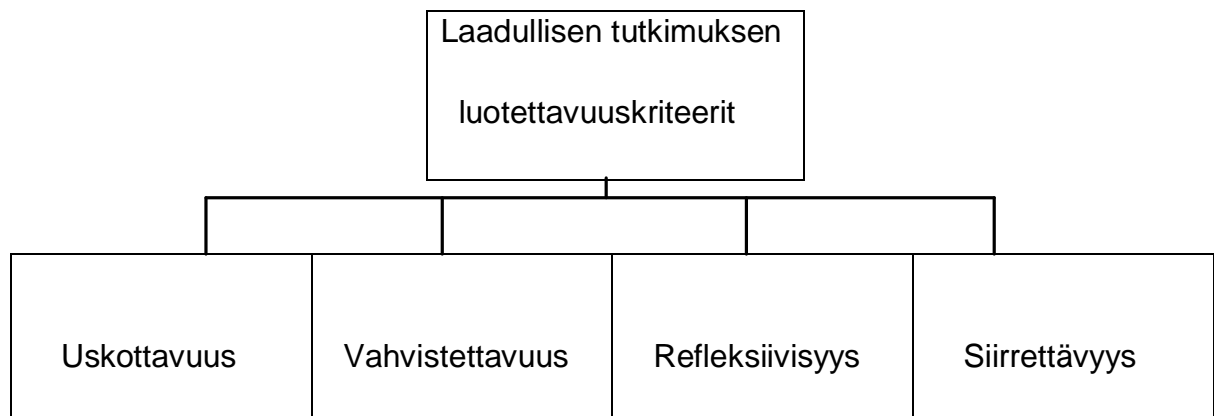 Laadullisen tutkimuksen
luotettavuuskriteerit
Uskottavuus
Vahvistettavuus
Refleksiivisyys
Siirrettävyys